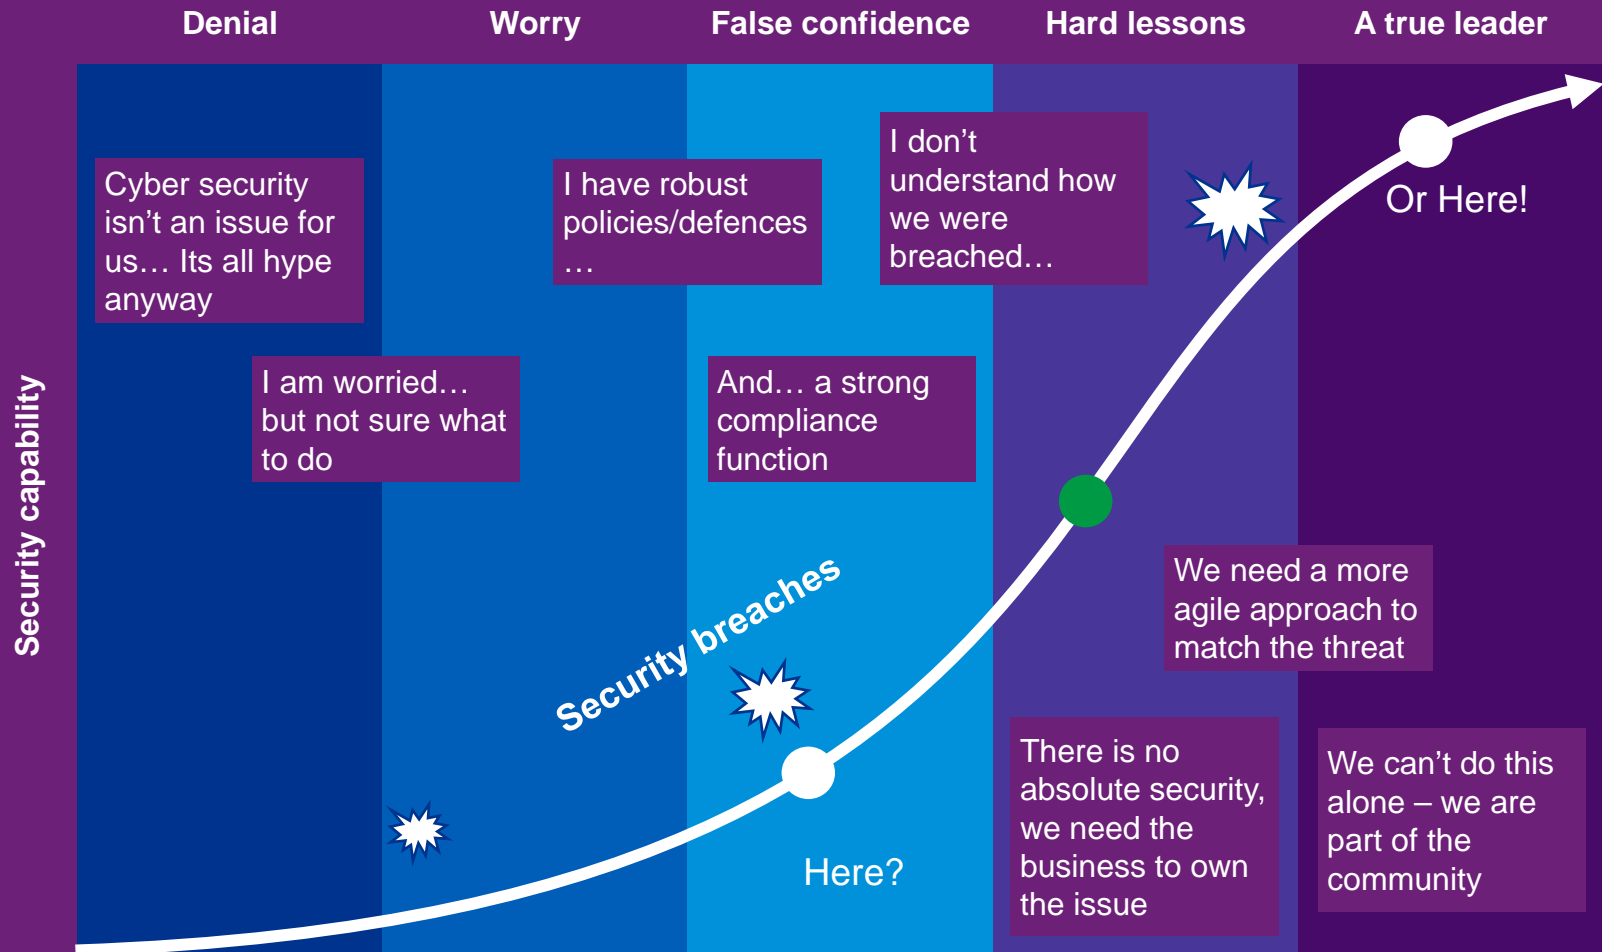 Denial
Worry
False confidence
Hard lessons
A true leader
Security capability
Cyber security
isn’t an issue for
us… Its all hype
anyway
I am worried…
but not sure what
to do
I have robust
policies/defences
…
And… a strong
compliance
function
I don’t
understand how
we were
breached…
Or Here!
Security breaches
Here?
We need a more
agile approach to
match the threat
There is no
absolute security,
we need the
business to own
the issue
We can’t do this
alone – we are
part of the
community